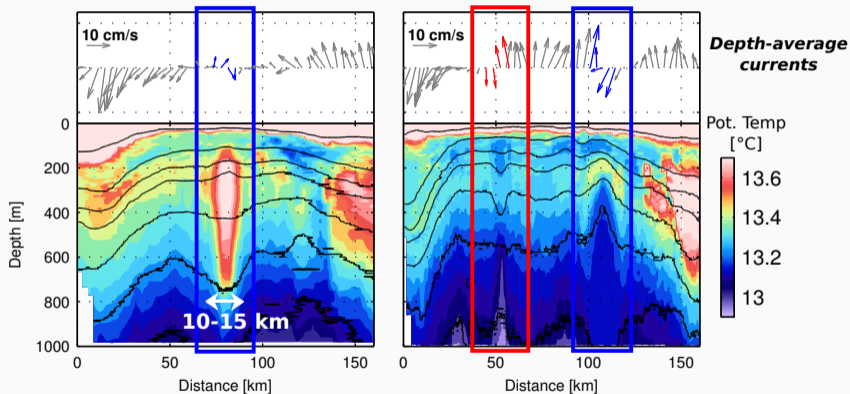 10 cm/s
10 cm/s
Depth-average
currents
0
200
400
600
800
1000
Depth [m]
10-15 km
0 50 100 150
Distance [km]
0 50 100 150
Distance [km]
Pot. Temp
[°C]
13.6
13.4
13.2
13